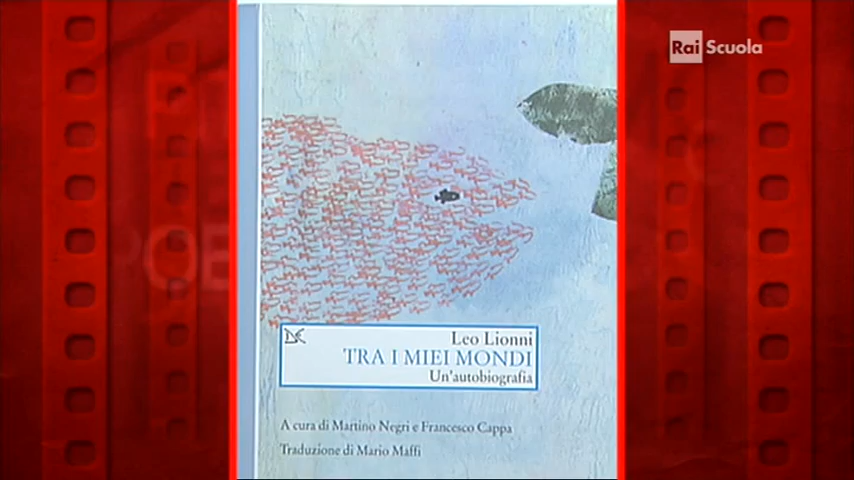 Rai Scuola
Leo Lionni
TRA I MIEI MONDI
Un'autobiografia
A cura di Martino Negri e Francesco Cappa
Traduzione di Mario Maffi